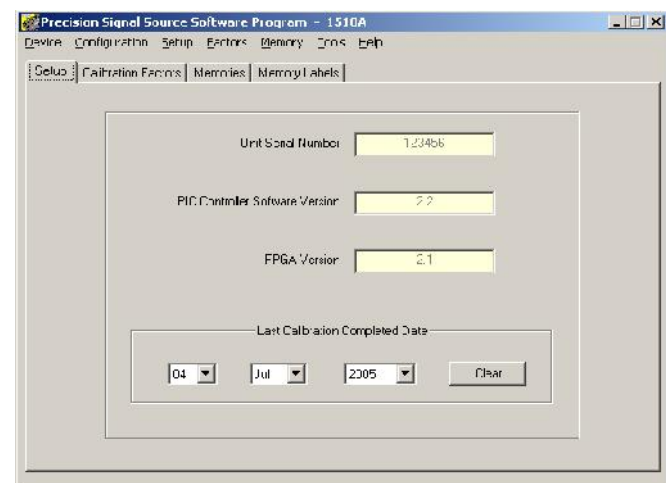 Precision Signal Source Software Program - 1510A
Device Configuration Setup Factors Memory Tools Help
Setup Calibration Factors Memories Memory Labels
Unit Serial Number 123456
PIC Controller Software Version 2.2
FPGA Version 2.1
Last Calibration Completed Date
04 Jul 2005 Clear